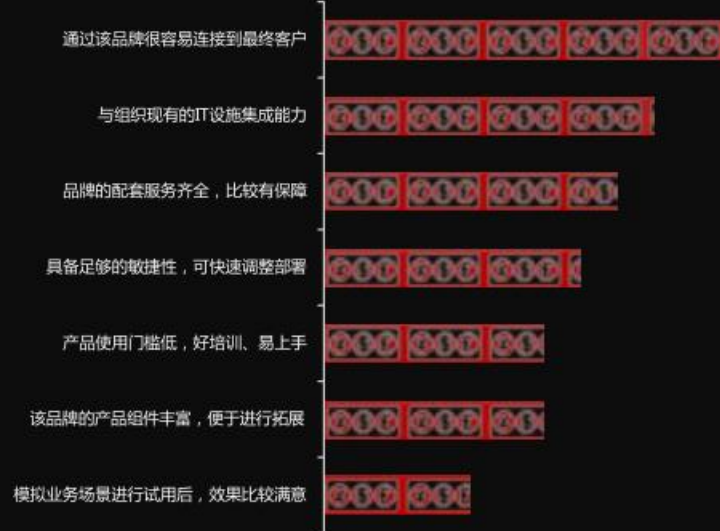 通过该品牌很容易连接到最终客户
与组织现有的IT设施集成能力
品牌的配套服务齐全，比较有保障
具备足够的敏捷性，可快速调整部署
产品使用门槛低，好培训、易上手
该品牌的产品组件丰富，便于进行拓展
模拟业务场景进行试用后，效果比较满意